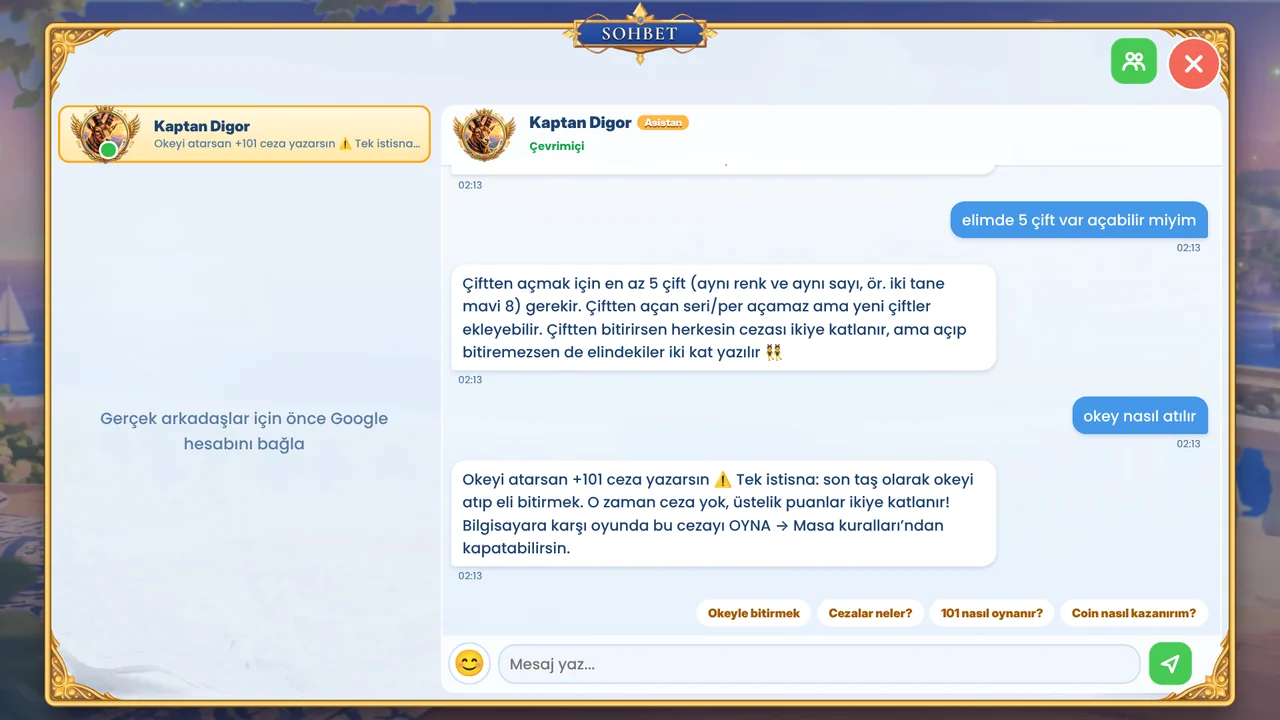 SOHBET
Kaptan Digor
Okeyi atarsan +101 ceza yazarsın ⚠️ Tek istisna...
Gerçek arkadaşlar için önce Google
hesabını bağla
Kaptan Digor Asistan
Çevrimiçi
02:13
elimde 5 çift var açabilir miyim
02:13
Çiftten açmak için en az 5 çift (aynı renk ve aynı sayı, ör. iki tane
mavi 8) gerekir. Çiftten açan seri/per açamaz ama yeni çiftler
ekleyebilir. Çiftten bitirirsen herkesin cezası ikiye katlanır, ama açıp
bitiremezsen de elindekiler iki kat yazılır 👯
02:13
okey nasıl atılır
02:13
Okeyi atarsan +101 ceza yazarsın ⚠️ Tek istisna: son taş olarak okeyi
atıp eli bitirmek. O zaman ceza yok, üstelik puanlar ikiye katlanır!
Bilgisayara karşı oyunda bu cezayı OYNA → Masa kuralları’ndan
kapatabilirsin.
02:13
Okeyle bitirmek Cezalar neler? 101 nasıl oynanır? Coin nasıl kazanırım?
Mesaj yaz...